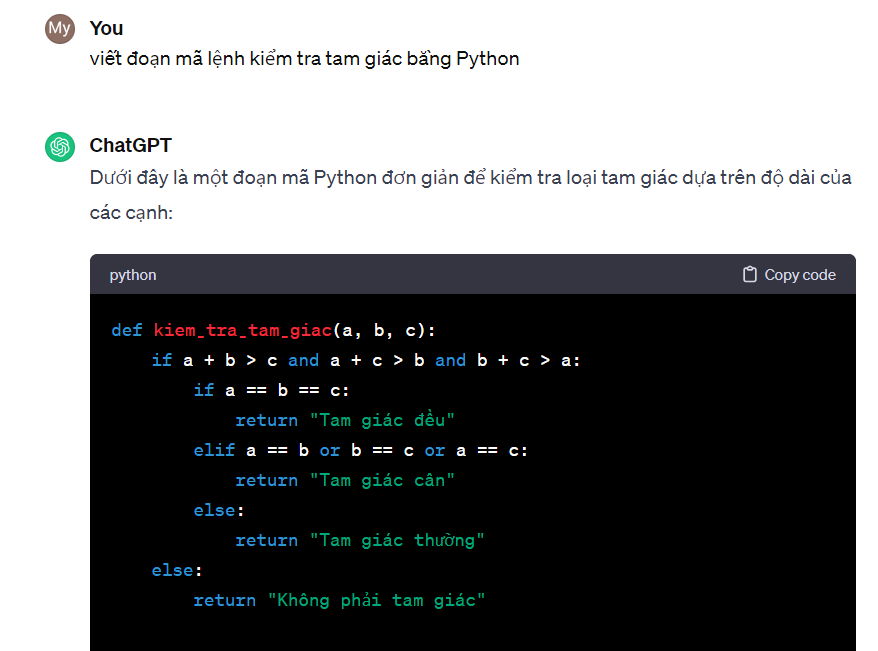 My You
viết đoạn mã lệnh kiểm tra tam giác bằng Python
ChatGPT
Dưới đây là một đoạn mã Python đơn giản để kiểm tra loại tam giác dựa trên độ dài của
các cạnh:
python Copy code
def kiem_tra_tam_giac(a, b, c):
    if a + b > c and a + c > b and b + c > a:
        if a == b == c:
            return "Tam giác đều"
        elif a == b or b == c or a == c:
            return "Tam giác cân"
        else:
            return "Tam giác thường"
    else:
        return "Không phải tam giác"